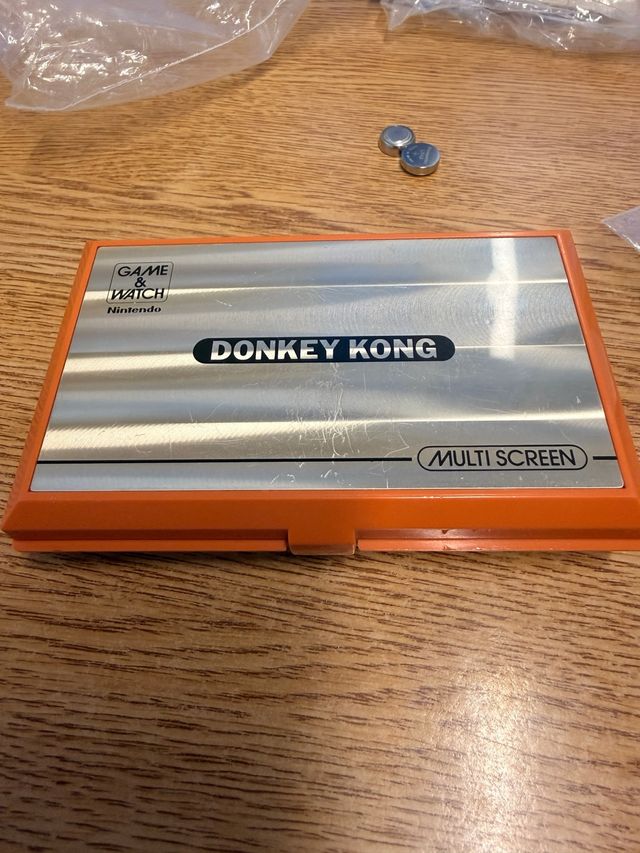 GAME
&
WATCH
Nintendo
DONKEY KONG
MULTI SCREEN